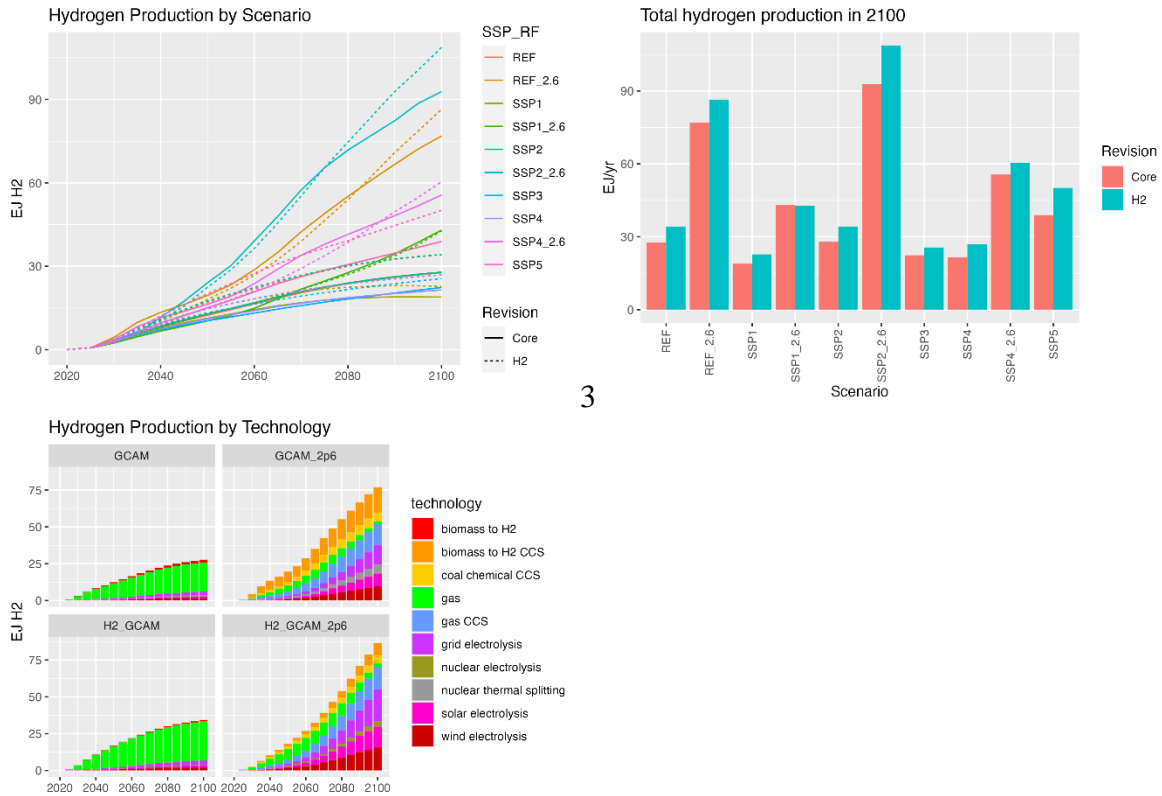 Hydrogen Production by Scenario
EJ H2
90
60
30
0
2020
2040
2060
2080
2100
SSP_RF
REF
REF_2.6
SSP1
SSP1_2.6
SSP2
SSP2_2.6
SSP3
SSP4
SSP4_2.6
SSP5
Revision
Core
H2
Total hydrogen production in 2100
EJ/yr
90
60
30
0
REF
REF_2.6
SSP1
SSP1_2.6
SSP2
SSP2_2.6
SSP3
SSP4
SSP4_2.6
SSP5
Scenario
Revision
Core
H2
3
Hydrogen Production by Technology
GCAM
GCAM_2p6
EJ H2
75
50
25
0
H2_GCAM
H2_GCAM_2p6
75
50
25
0
2020 2040 2060 2080 2100
2020 2040 2060 2080 2100
technology
biomass to H2
biomass to H2 CCS
coal chemical CCS
gas
gas CCS
grid electrolysis
nuclear electrolysis
nuclear thermal splitting
solar electrolysis
wind electrolysis